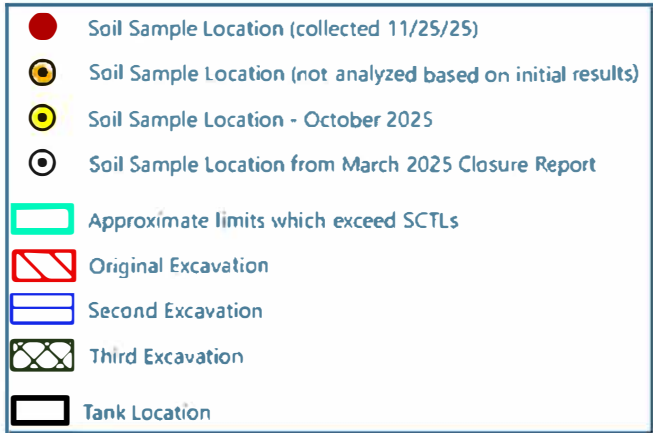 Soil Sample Location (collected 11/25/25)
Soil Sample Location (not analyzed based on initial results)
Soil Sample Location - October 2025
Soil Sample Location from March 2025 Closure Report
Approximate limits which exceed SCTLs
Original Excavation
Second Excavation
Third Excavation
Tank Location